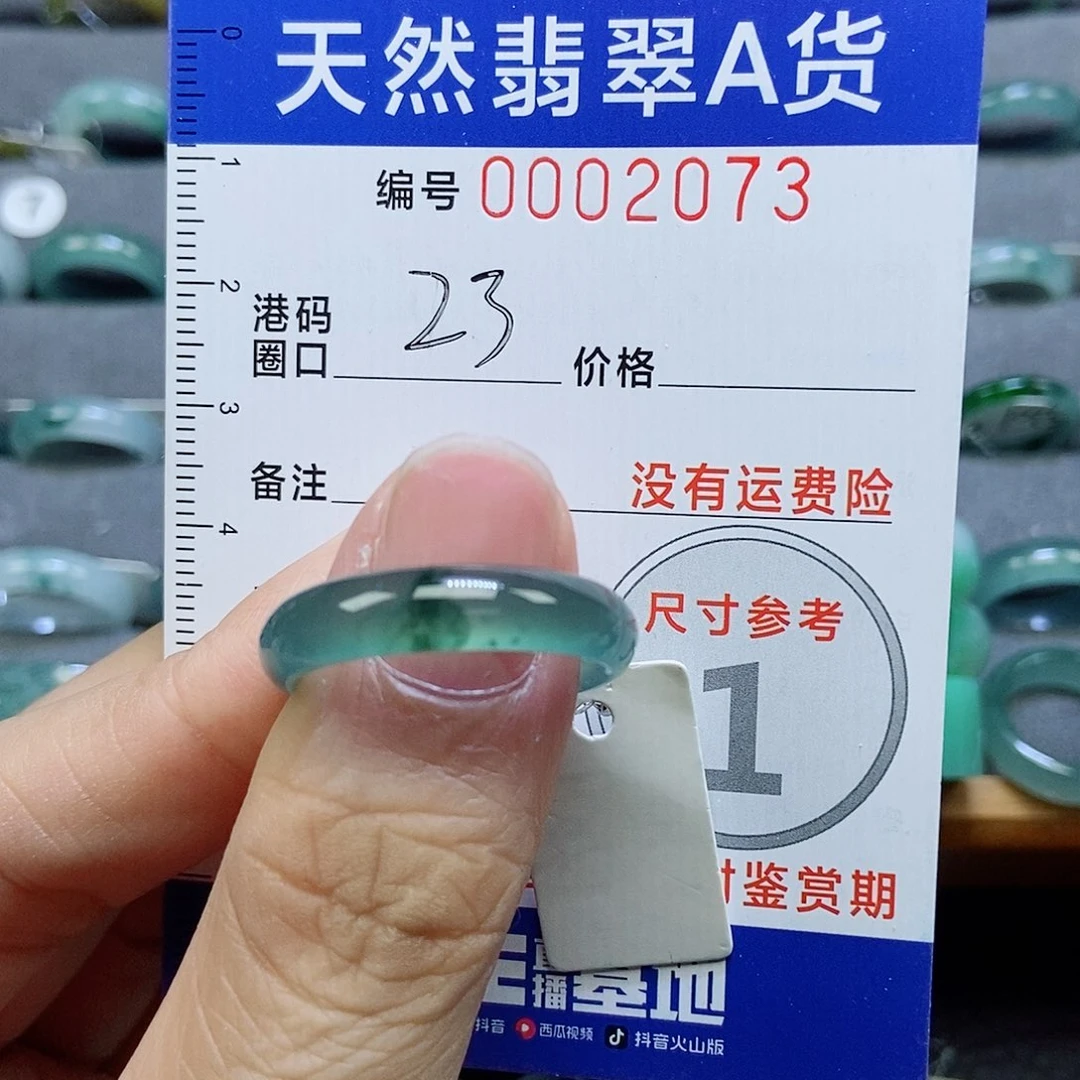 天然翡翠A货
编号 0002073
港码
圈口 23 价格
备注 没有运费险
尺寸参考
1
鉴赏期
直播基地
抖音 西瓜视频 抖音火山版
0
1
2
3
4
7